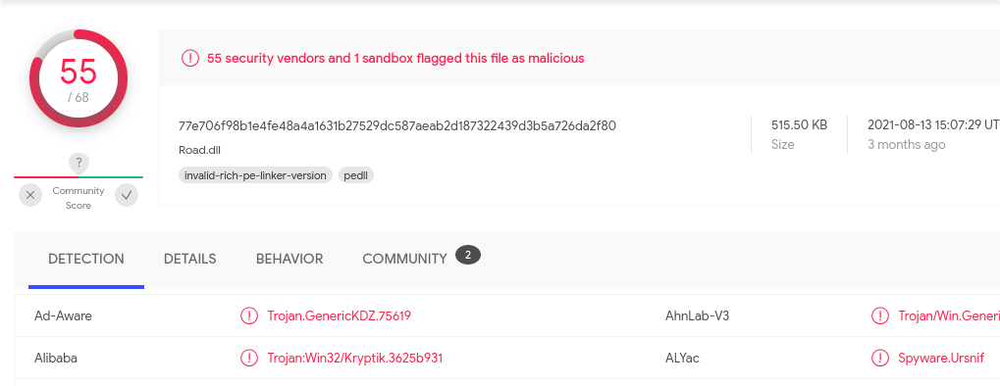 55
/ 68
?
Community
Score
55 security vendors and 1 sandbox flagged this file as malicious
77e706f98b1e4fe48a4a1631b27529dc587aeab2d187322439d3b5a726da2f80
Road.dll
invalid-rich-pe-linker-version pedll
515.50 KB
Size
2021-08-13 15:07:29 UT
3 months ago
DETECTION DETAILS BEHAVIOR COMMUNITY 2
Ad-Aware Trojan.GenericKDZ.75619 AhnLab-V3 Trojan/Win.Generi
Alibaba Trojan:Win32/Kryptik.3625b931 ALYac Spyware.Ursnif